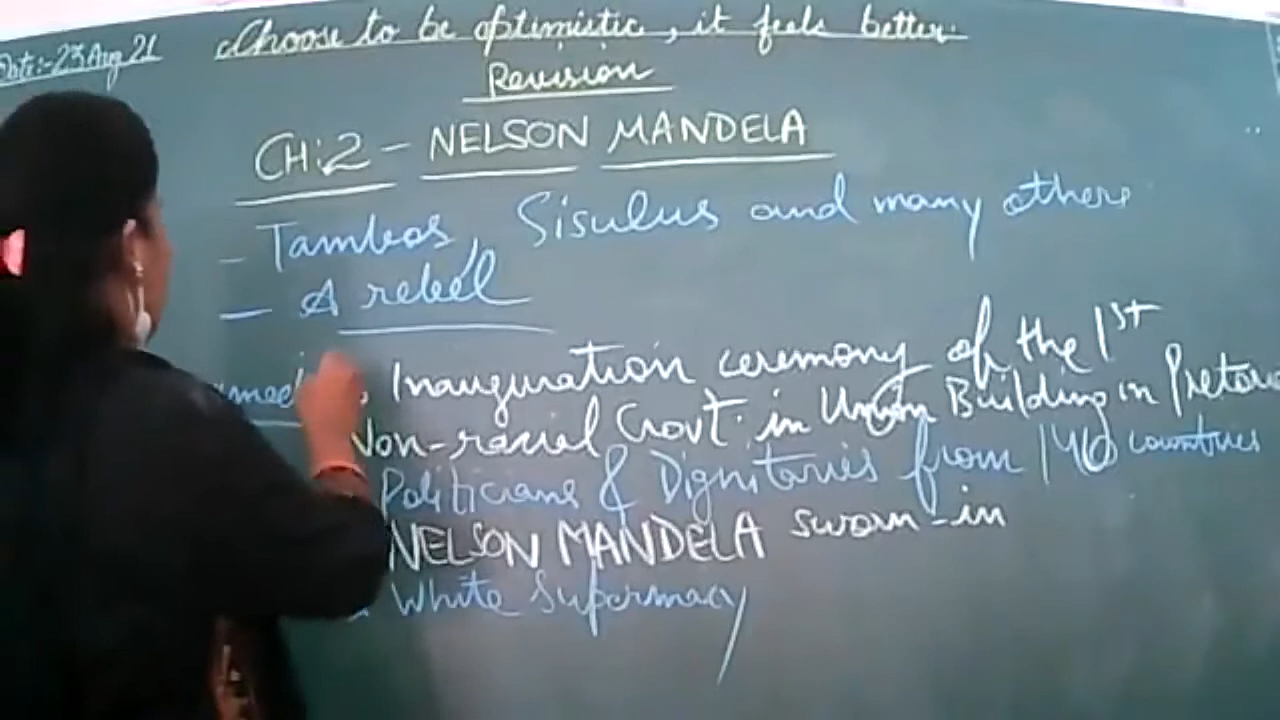 Date:-23 Aug 21
Choose to be optimistic, it feels better.
Revision
CH:2 - NELSON MANDELA
- Tambos, Sisulus and many others
- A rebel
Inauguration ceremony of the 1st
Non-racial Govt. in Union Building in
Politicians & Dignitaries from 140 countries
NELSON MANDELA sworn-in
White Supermacy